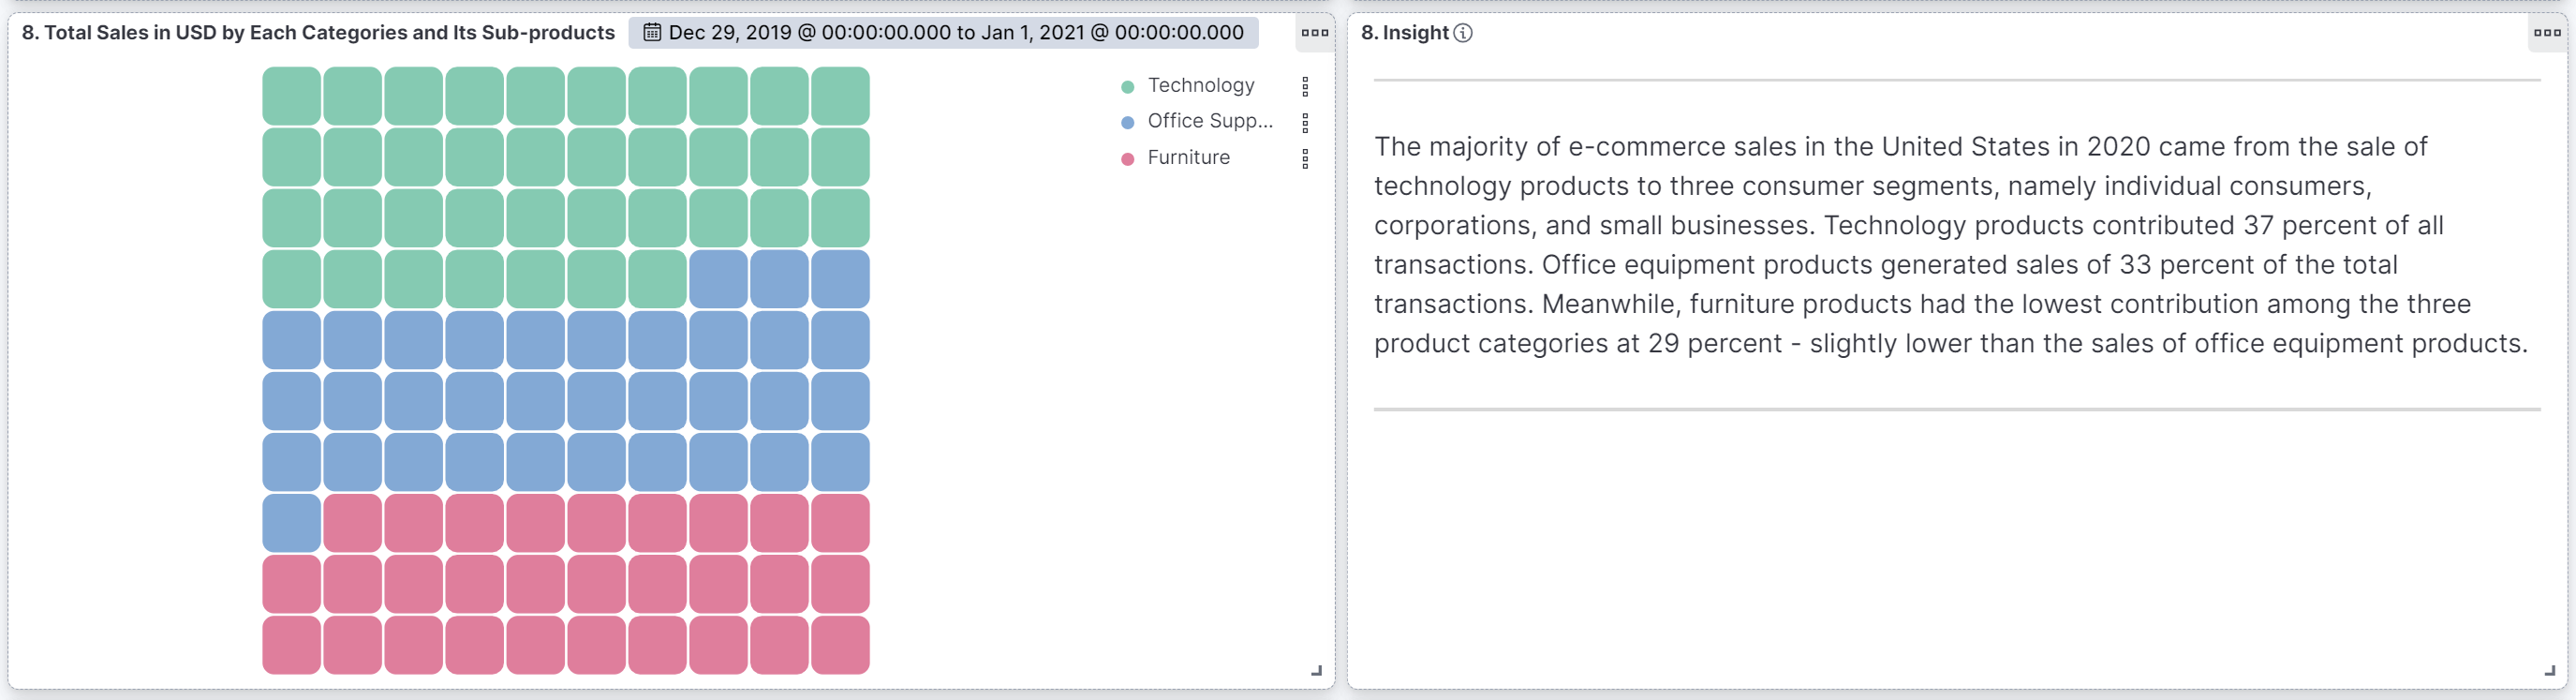 8. Total Sales in USD by Each Categories and Its Sub-products Dec 29, 2019 @ 00:00:00.000 to Jan 1, 2021 @ 00:00:00.000
Technology
Office Supp...
Furniture
8. Insight
The majority of e-commerce sales in the United States in 2020 came from the sale of
technology products to three consumer segments, namely individual consumers,
corporations, and small businesses. Technology products contributed 37 percent of all
transactions. Office equipment products generated sales of 33 percent of the total
transactions. Meanwhile, furniture products had the lowest contribution among the three
product categories at 29 percent - slightly lower than the sales of office equipment products.